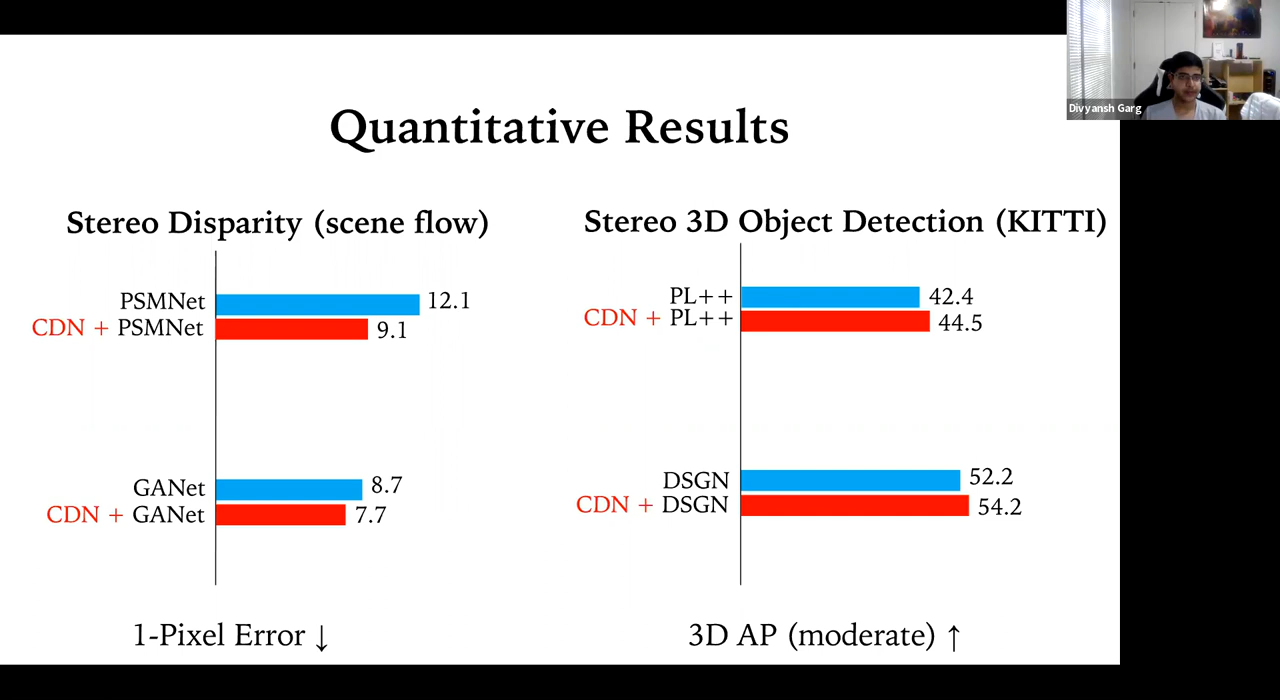 Divyansh Garg
Quantitative Results
Stereo Disparity (scene flow)
PSMNet 12.1
CDN + PSMNet 9.1
GANet 8.7
CDN + GANet 7.7
1-Pixel Error ↓
Stereo 3D Object Detection (KITTI)
PL++ 42.4
CDN + PL++ 44.5
DSGN 52.2
CDN + DSGN 54.2
3D AP (moderate) ↑